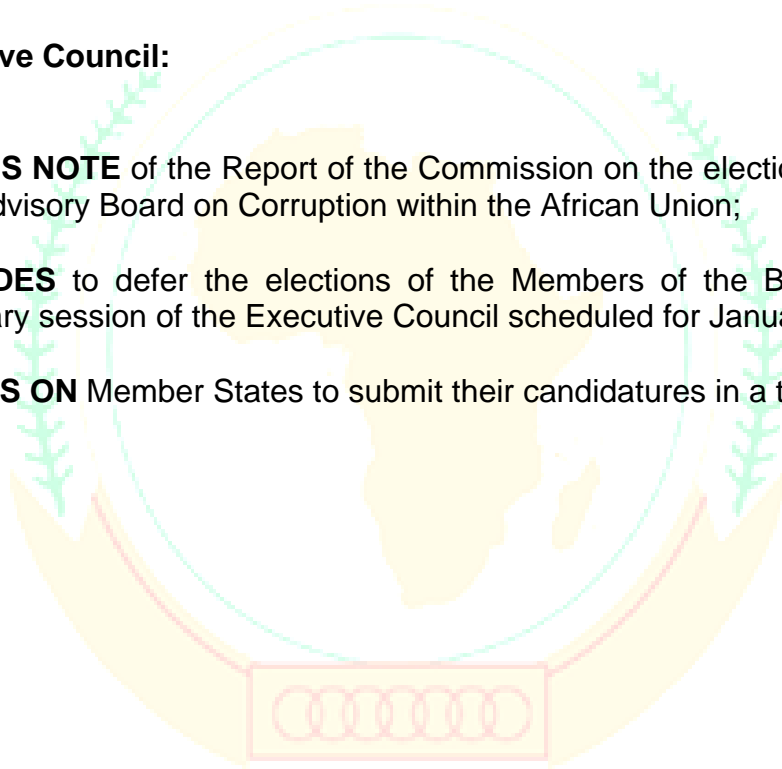 ve Council:
S NOTE of the Report of the Commission on the electio
dvisory Board on Corruption within the African Union;
DES to defer the elections of the Members of the B
ary session of the Executive Council scheduled for Janua
S ON Member States to submit their candidatures in a t